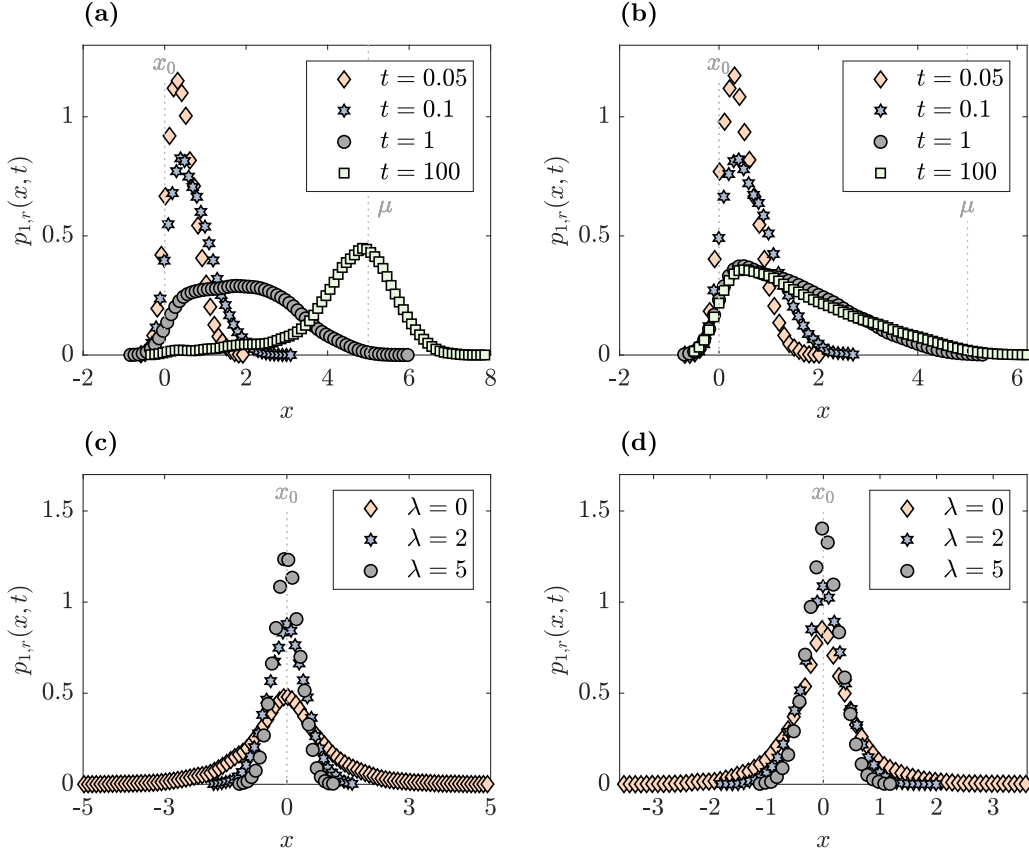 (a)
x₀
t = 0.05
t = 0.1
t = 1
t = 100
μ
p₁,ᵣ(x, t)
1
0.5
0
-2
0
2
4
6
8
x
(b)
x₀
t = 0.05
t = 0.1
t = 1
t = 100
μ
p₁,ᵣ(x, t)
1
0.5
0
-2
0
2
4
6
x
(c)
x₀
λ = 0
λ = 2
λ = 5
p₁,ᵣ(x, t)
1.5
1
0.5
0
-5
-3
0
3
5
x
(d)
x₀
λ = 0
λ = 2
λ = 5
p₁,ᵣ(x, t)
1.5
1
0.5
0
-3
-2
-1
0
1
2
3
x